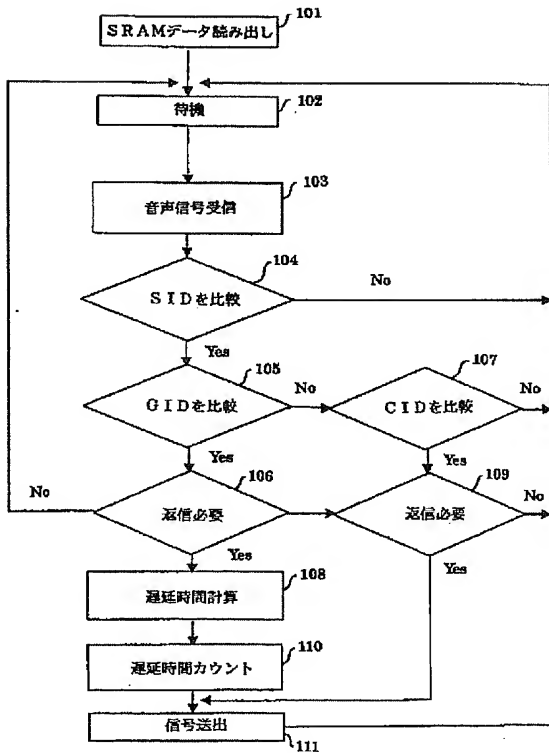 101
SRAMデータ読み出し
102
待機
103
音声信号受信
104
SIDを比較
No
Yes
105
107
GIDを比較
No
CIDを比較
No
Yes
Yes
106
109
No
返信必要
返信必要
No
Yes
Yes
108
遅延時間計算
110
遅延時間カウント
信号送出
111